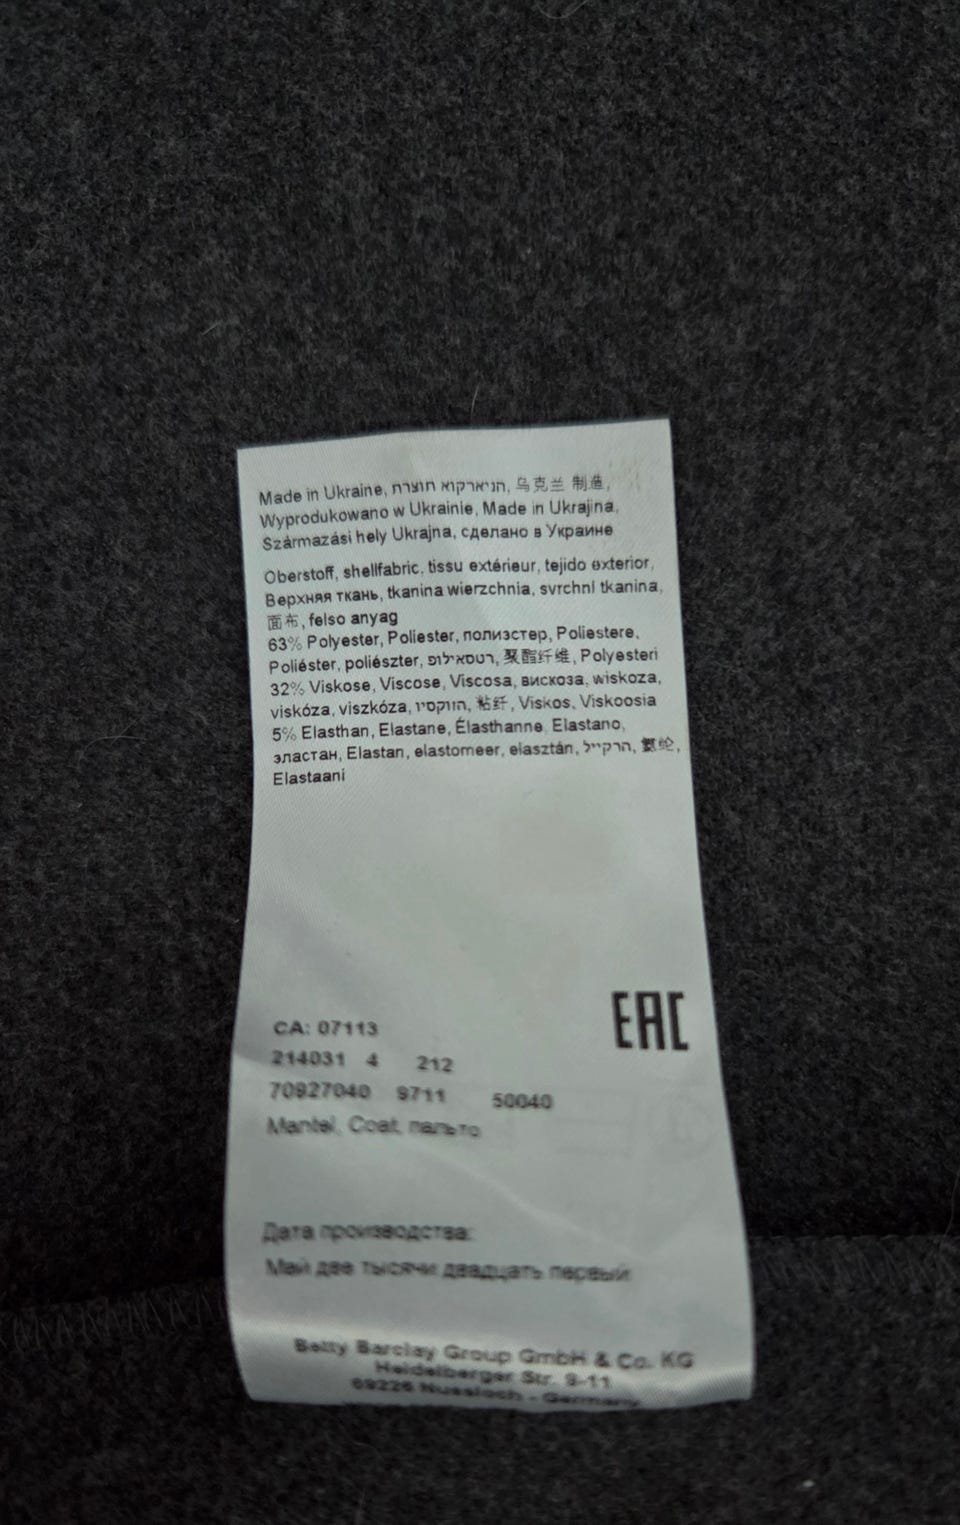 Made in Ukraine, הניארקוא תוצרת, 乌克兰 制造,
Wyprodukowano w Ukrainie, Made in Ukrajina,
Származási hely Ukrajna, сделано в Украине
Oberstoff, shellfabric, tissu extérieur, tejido exterior,
Верхняя ткань, tkanina wierzchnia, svrchnI tkanina,
面布, felso anyag
63% Polyester, Poliester, полиэстер, Poliestere,
Poliéster, poliészter, רטסאילופ, 聚酯纤维, Polyesteri
32% Viskose, Viscose, Viscosa, вискоза, wiskoza,
viskóza, viszkóza, הווקסיו, 粘纤, Viskos, Viskoosia
5% Elasthan, Elastane, Élasthanne, Elastano,
эластан, Elastan, elastomeer, elasztán, הרקייל, 氨纶,
Elastaani
EAC
CA: 07113
214031 4 212
70927040 9711 50040
Mantel, Coat, пальто
Дата производства:
Май две тысячи двадцать первый
Betty Barclay Group GmbH & Co. KG
Heidelberger Str. 9-11
69226 Nussloch - Germany